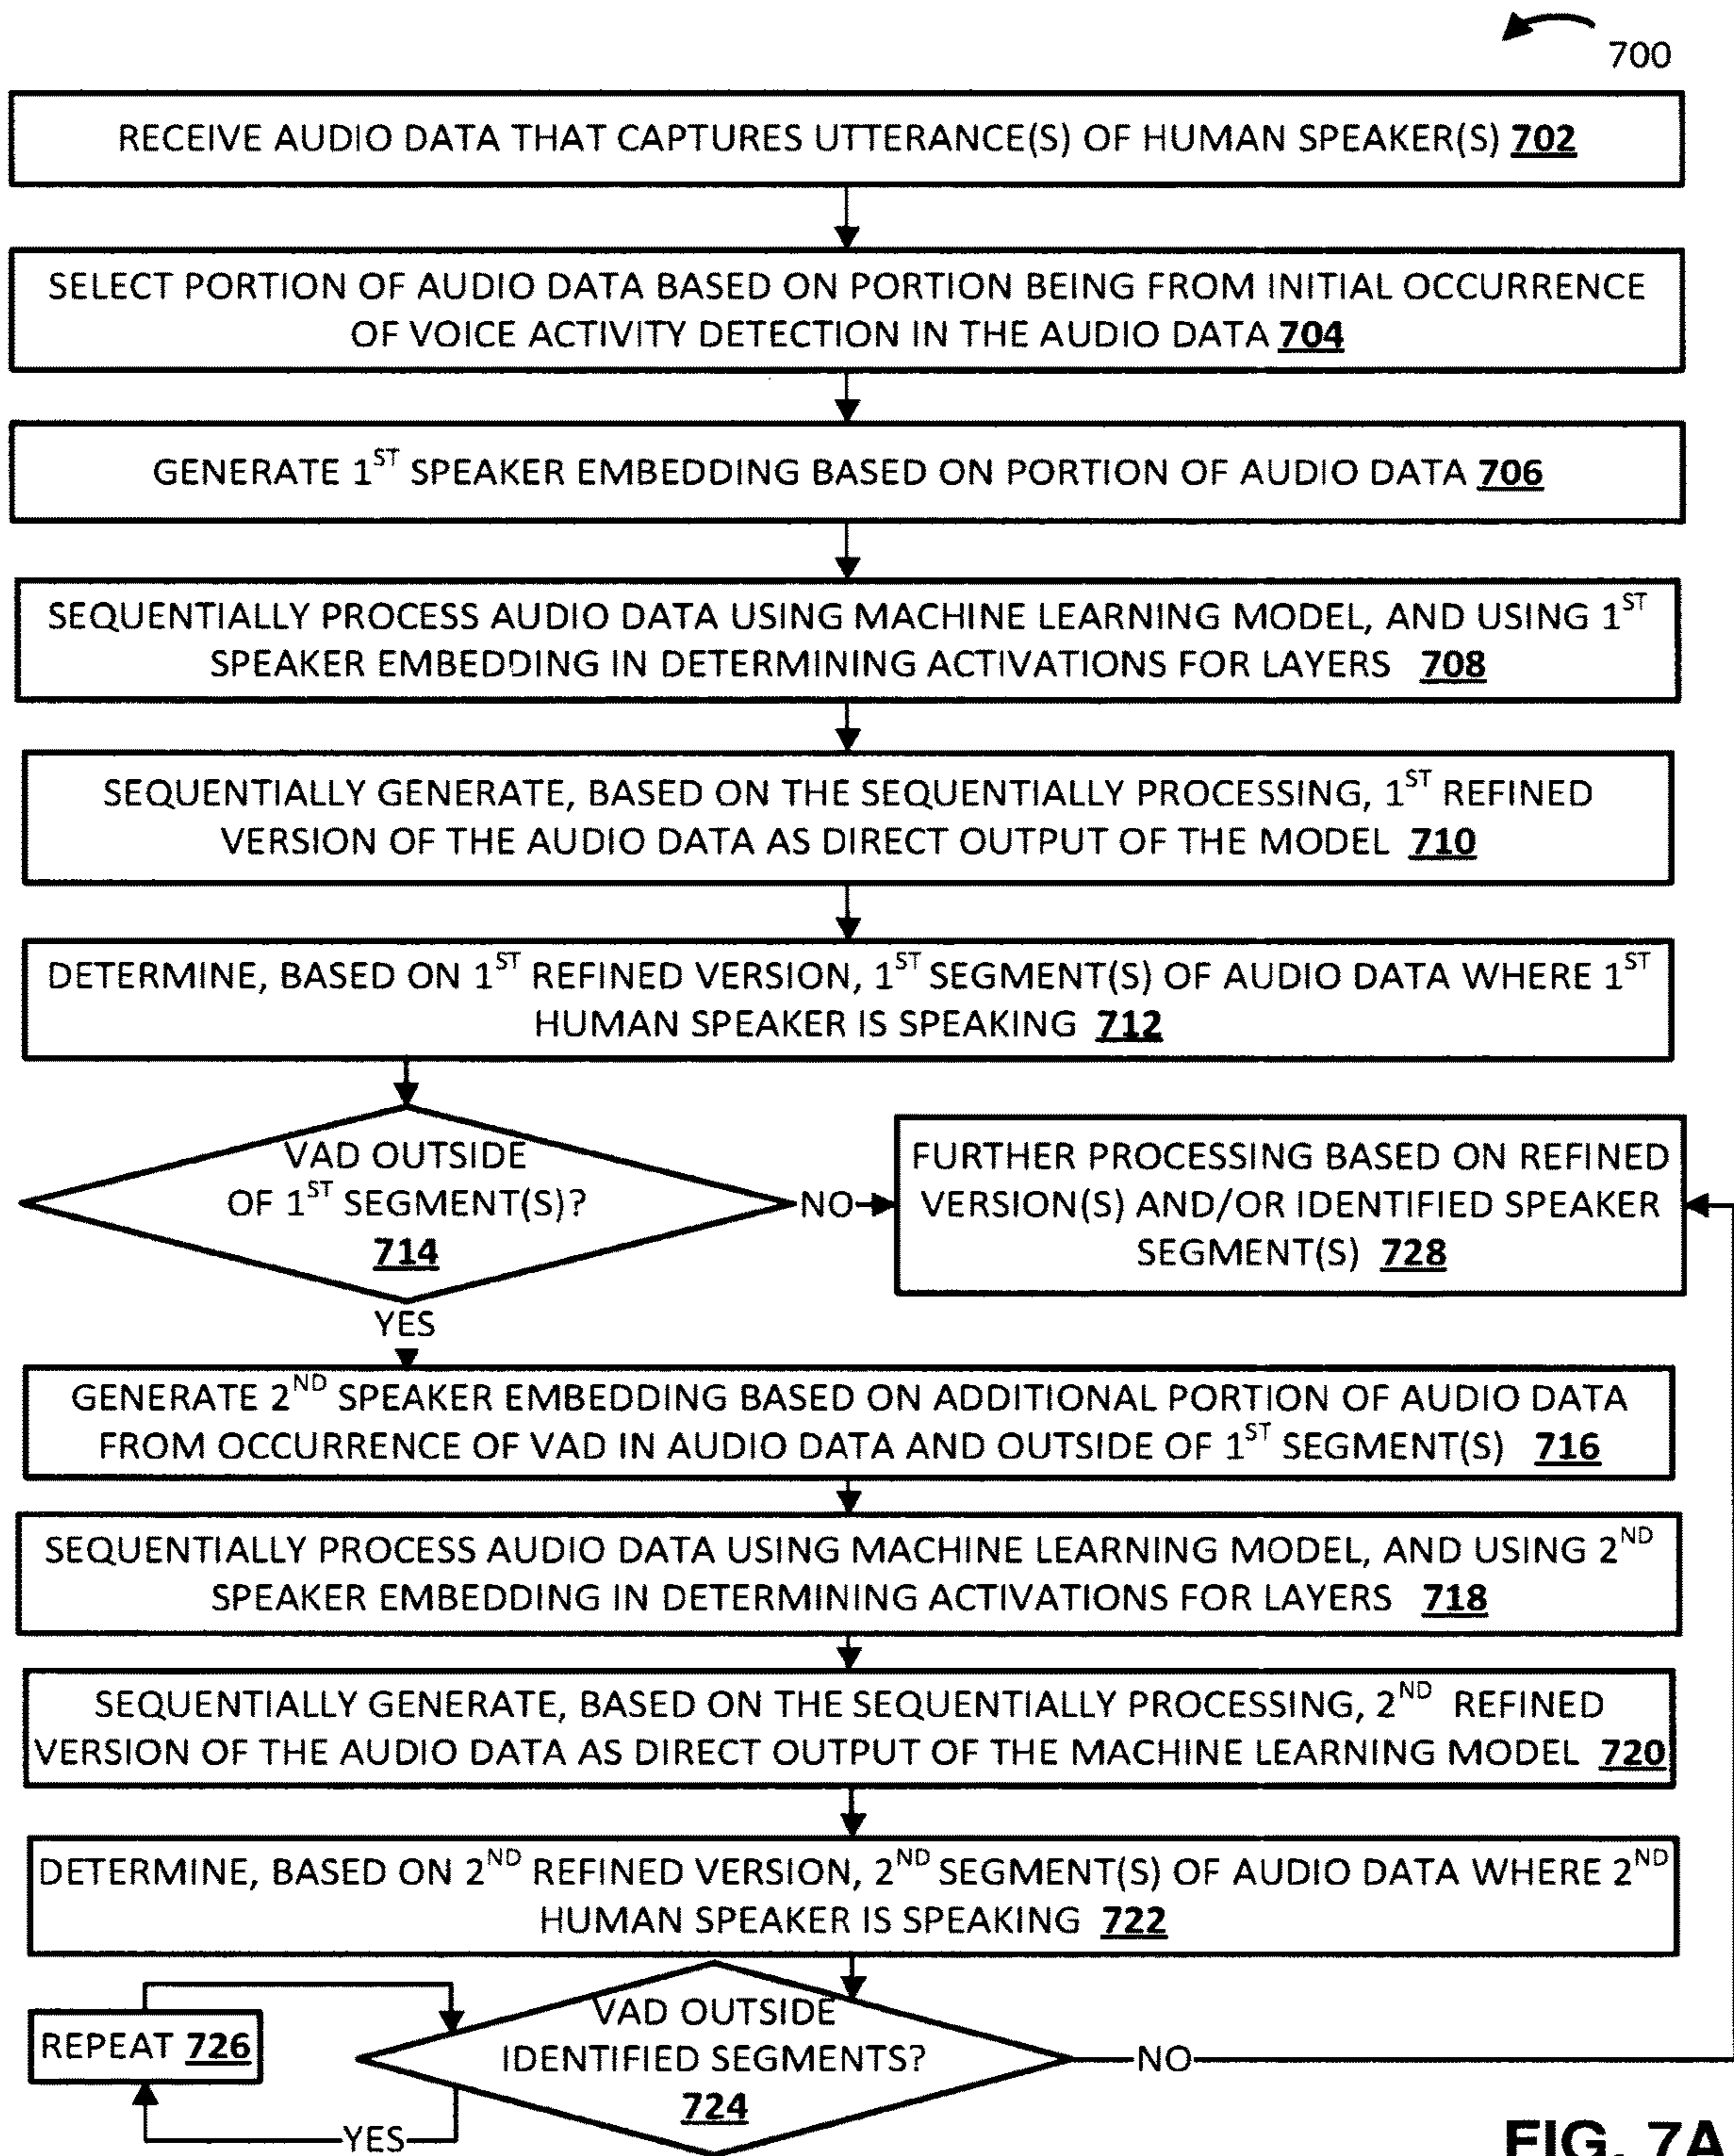 700
RECEIVE AUDIO DATA THAT CAPTURES UTTERANCE(S) OF HUMAN SPEAKER(S) 702
SELECT PORTION OF AUDIO DATA BASED ON PORTION BEING FROM INITIAL OCCURRENCE
OF VOICE ACTIVITY DETECTION IN THE AUDIO DATA 704
GENERATE 1ST SPEAKER EMBEDDING BASED ON PORTION OF AUDIO DATA 706
SEQUENTIALLY PROCESS AUDIO DATA USING MACHINE LEARNING MODEL, AND USING 1ST
SPEAKER EMBEDDING IN DETERMINING ACTIVATIONS FOR LAYERS 708
SEQUENTIALLY GENERATE, BASED ON THE SEQUENTIALLY PROCESSING, 1ST REFINED
VERSION OF THE AUDIO DATA AS DIRECT OUTPUT OF THE MODEL 710
DETERMINE, BASED ON 1ST REFINED VERSION, 1ST SEGMENT(S) OF AUDIO DATA WHERE 1ST
HUMAN SPEAKER IS SPEAKING 712
VAD OUTSIDE
OF 1ST SEGMENT(S)?
714
NO
FURTHER PROCESSING BASED ON REFINED
VERSION(S) AND/OR IDENTIFIED SPEAKER
SEGMENT(S) 728
YES
GENERATE 2ND SPEAKER EMBEDDING BASED ON ADDITIONAL PORTION OF AUDIO DATA
FROM OCCURRENCE OF VAD IN AUDIO DATA AND OUTSIDE OF 1ST SEGMENT(S) 716
SEQUENTIALLY PROCESS AUDIO DATA USING MACHINE LEARNING MODEL, AND USING 2ND
SPEAKER EMBEDDING IN DETERMINING ACTIVATIONS FOR LAYERS 718
SEQUENTIALLY GENERATE, BASED ON THE SEQUENTIALLY PROCESSING, 2ND REFINED
VERSION OF THE AUDIO DATA AS DIRECT OUTPUT OF THE MACHINE LEARNING MODEL 720
DETERMINE, BASED ON 2ND REFINED VERSION, 2ND SEGMENT(S) OF AUDIO DATA WHERE 2ND
HUMAN SPEAKER IS SPEAKING 722
VAD OUTSIDE
IDENTIFIED SEGMENTS?
724
REPEAT 726
NO
YES
FIG. 7A